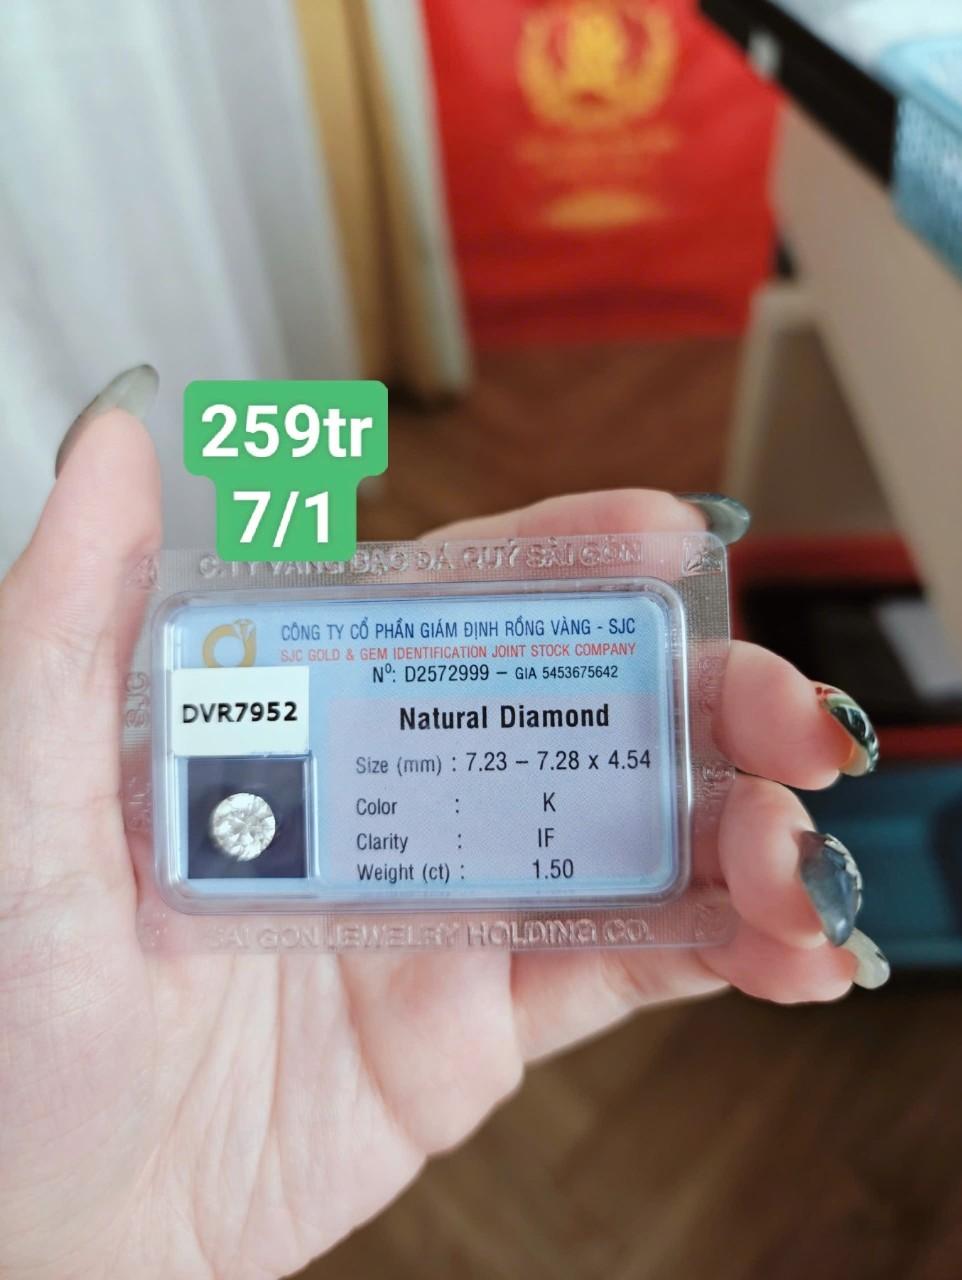 259tr
7/1
C.TY VÀNG BẠC ĐÁ QUÝ SÀI GÒN
CÔNG TY CỔ PHẦN GIÁM ĐỊNH RỒNG VÀNG - SJC
SJC GOLD & GEM IDENTIFICATION JOINT STOCK COMPANY
Nº: D2572999 – GIA 5453675642
DVR7952
Natural Diamond
Size (mm) : 7.23 – 7.28 x 4.54
Color : K
Clarity : IF
Weight (ct) : 1.50
SAI GON JEWELRY HOLDING CO.
SJC